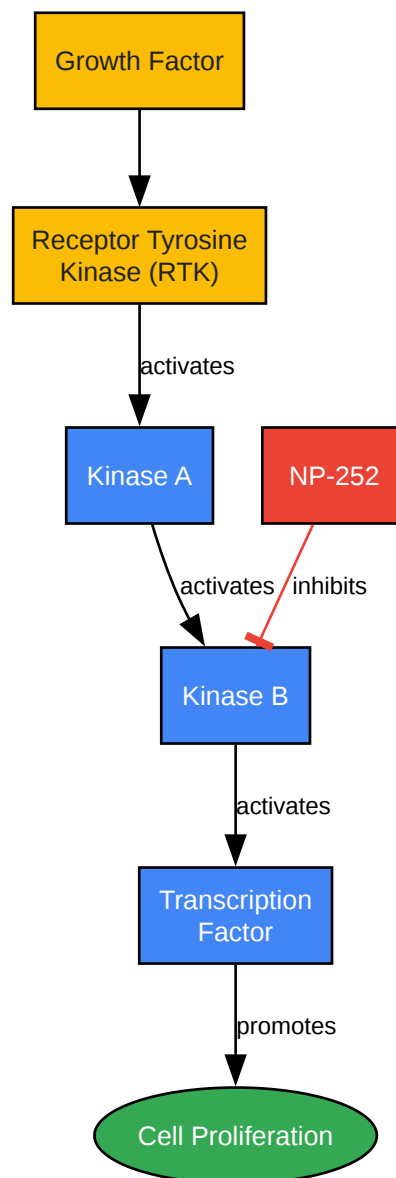 Growth Factor
Receptor Tyrosine
Kinase (RTK)
activates
Kinase A
NP-252
activates
inhibits
Kinase B
activates
Transcription
Factor
promotes
Cell Proliferation